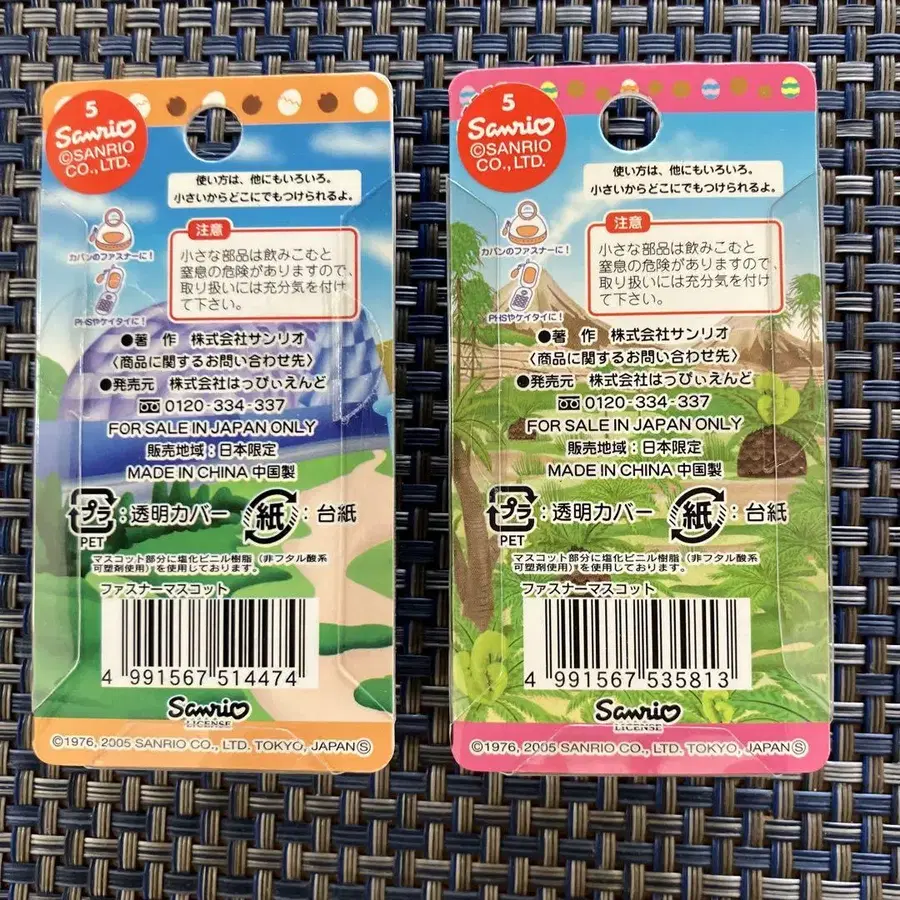 5
Sanrio
©SANRIO
CO., LTD.
使い方は、他にもいろいろ。
小さいからどこにでもつけられるよ。
カバンのファスナーに!
PHSやケイタイに!
注意
小さな部品は飲みこむと
窒息の危険がありますので、
取り扱いには充分気を付け
て下さい。
●著 作 株式会社サンリオ
〈商品に関するお問い合わせ先〉
●発売元 株式会社はっぴぃえんど
0120-334-337
FOR SALE IN JAPAN ONLY
販売地域:日本限定
MADE IN CHINA 中国製
プラ:透明カバー 紙:台紙
PET
マスコット部分に塩化ビニル樹脂(非フタル酸系
可塑剤使用)を使用しております。
ファスナーマスコット
4 991567 514474
Sanrio
LICENSE
©1976, 2005 SANRIO CO., LTD. TOKYO, JAPAN Ⓢ
5
Sanrio
©SANRIO
CO., LTD.
使い方は、他にもいろいろ。
小さいからどこにでもつけられるよ。
カバンのファスナーに!
PHSやケイタイに!
注意
小さな部品は飲みこむと
窒息の危険がありますので、
取り扱いには充分気を付け
て下さい。
●著 作 株式会社サンリオ
〈商品に関するお問い合わせ先〉
●発売元 株式会社はっぴぃえんど
0120-334-337
FOR SALE IN JAPAN ONLY
販売地域:日本限定
MADE IN CHINA 中国製
プラ:透明カバー 紙:台紙
PET
マスコット部分に塩化ビニル樹脂(非フタル酸系
可塑剤使用)を使用しております。
ファスナーマスコット
4 991567 535813
Sanrio
LICENSE
©1976, 2005 SANRIO CO., LTD. TOKYO, JAPAN Ⓢ